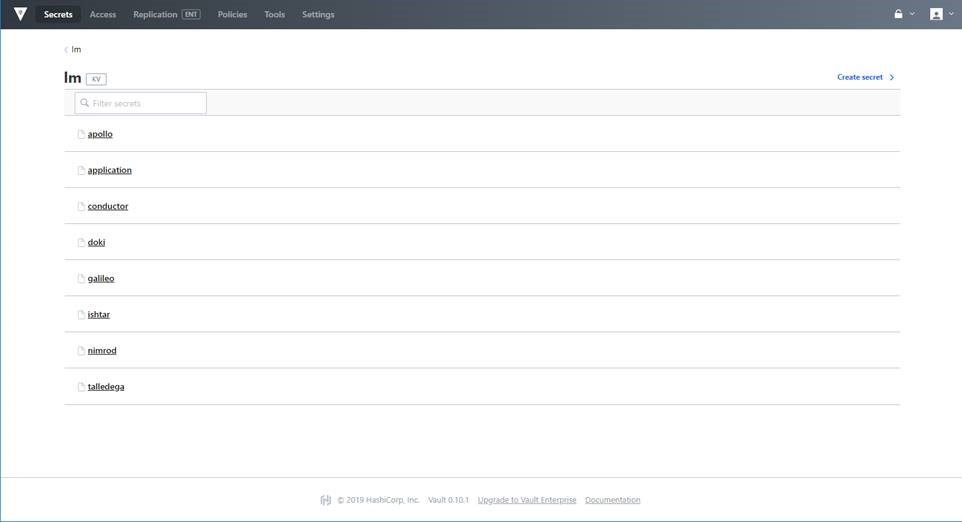 Secrets Access Replication ENT Policies Tools Settings
lm
lm KV Create secret
Filter secrets
apollo
application
conductor
doki
galileo
ishtar
nimrod
talledega
© 2019 HashiCorp, Inc. Vault 0.10.1 Upgrade to Vault Enterprise Documentation